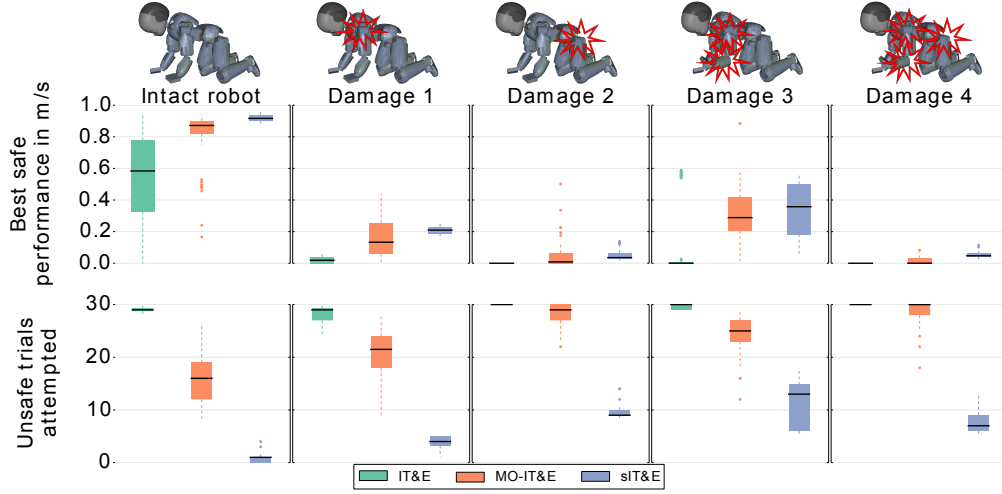 Intact robot
Damage 1
Damage 2
Damage 3
Damage 4
Best safe
performance in m/s
1.0
0.8
0.6
0.4
0.2
0.0
Unsafe trials
attempted
30
20
10
0
IT&E
MO-IT&E
sIT&E